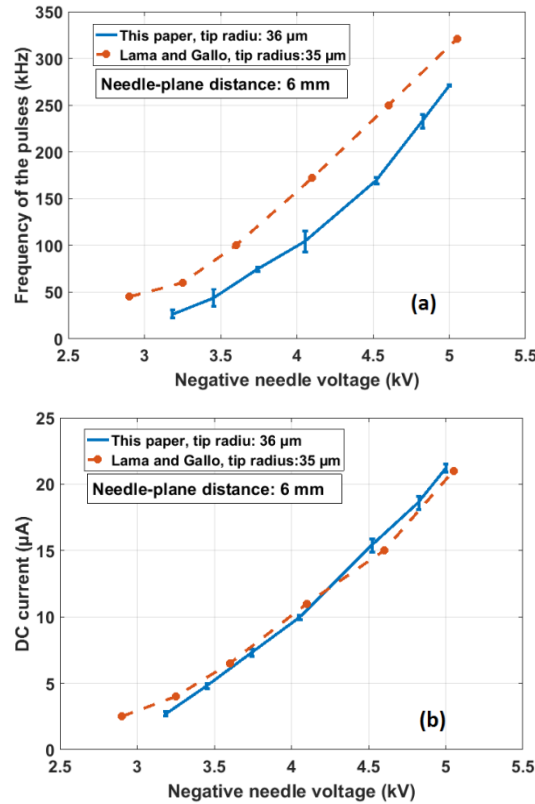 350
300
250
200
150
100
50
0
Frequency of the pulses (kHz)
This paper, tip radiu: 36 µm
Lama and Gallo, tip radius:35 µm
Needle-plane distance: 6 mm
(a)
2.5 3 3.5 4 4.5 5 5.5
Negative needle voltage (kV)
25
20
15
10
5
0
DC current (µA)
This paper, tip radiu: 36 µm
Lama and Gallo, tip radius:35 µm
Needle-plane distance: 6 mm
(b)
2.5 3 3.5 4 4.5 5 5.5
Negative needle voltage (kV)